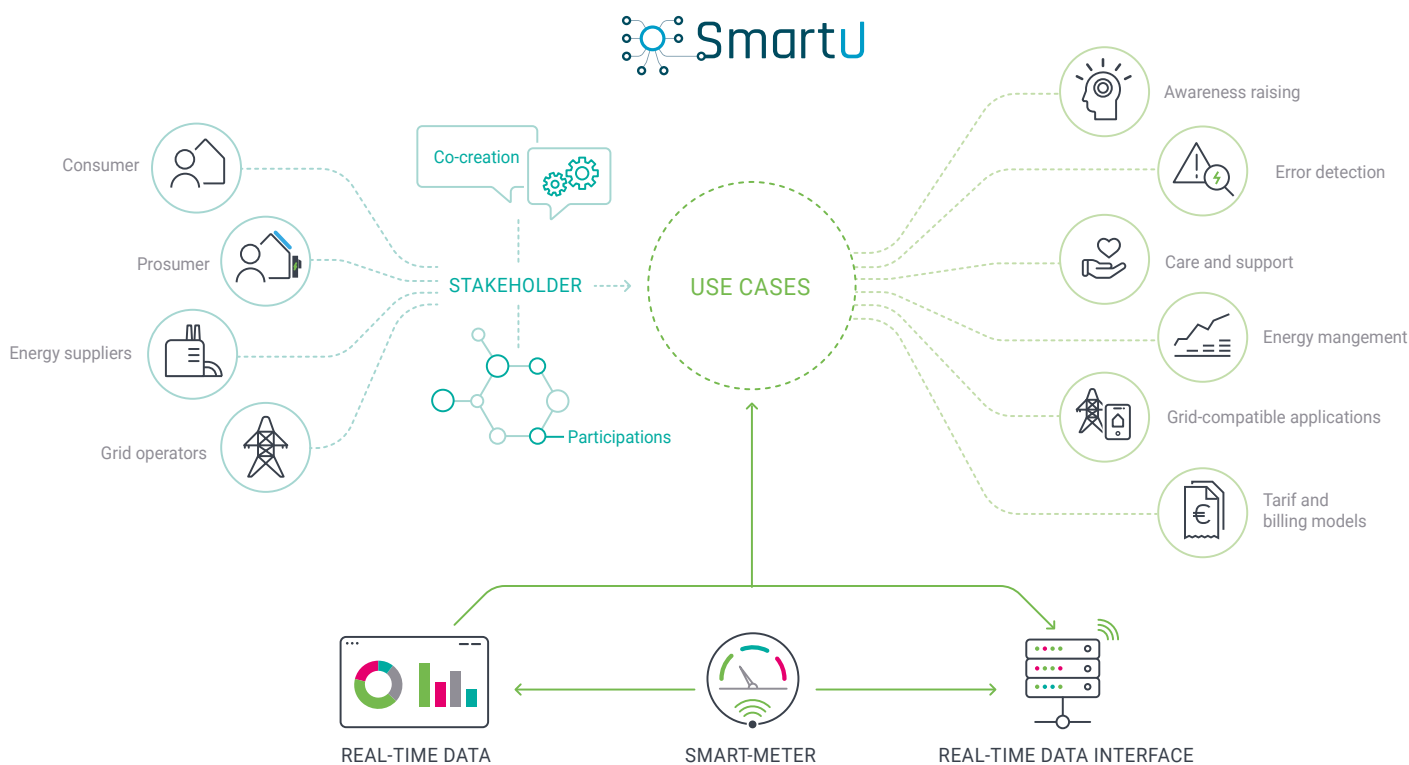 SmartU
Consumer
Prosumer
Energy suppliers
Grid operators
Co-creation
STAKEHOLDER
Participations
USE CASES
Awareness raising
Error detection
Care and support
Energy mangement
Grid-compatible applications
Tarif and
billing models
€
REAL-TIME DATA
SMART-METER
REAL-TIME DATA INTERFACE